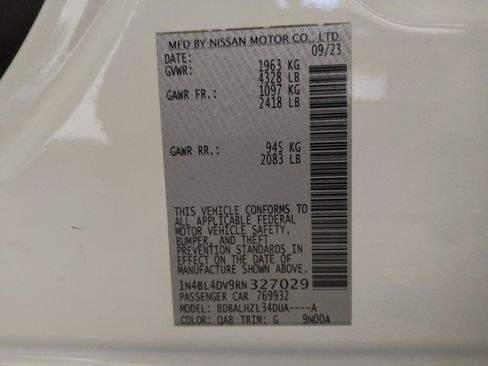 MFD BY NISSAN MOTOR CO., LTD.
DATE: 09/23
GVWR: 1963 KG
4328 LB
GAWR FR.: 1097 KG
2418 LB
GAWR RR.: 945 KG
2083 LB
THIS VEHICLE CONFORMS TO
ALL APPLICABLE FEDERAL
MOTOR VEHICLE SAFETY,
BUMPER, AND THEFT
PREVENTION STANDARDS IN
EFFECT ON THE DATE OF
MANUFACTURE SHOWN ABOVE.
1N4BL4DV9RN 327029
PASSENGER CAR 769932
MODEL: BDBALHZL34DUA----A
COLOR: QAB TRIM: G 9N00A